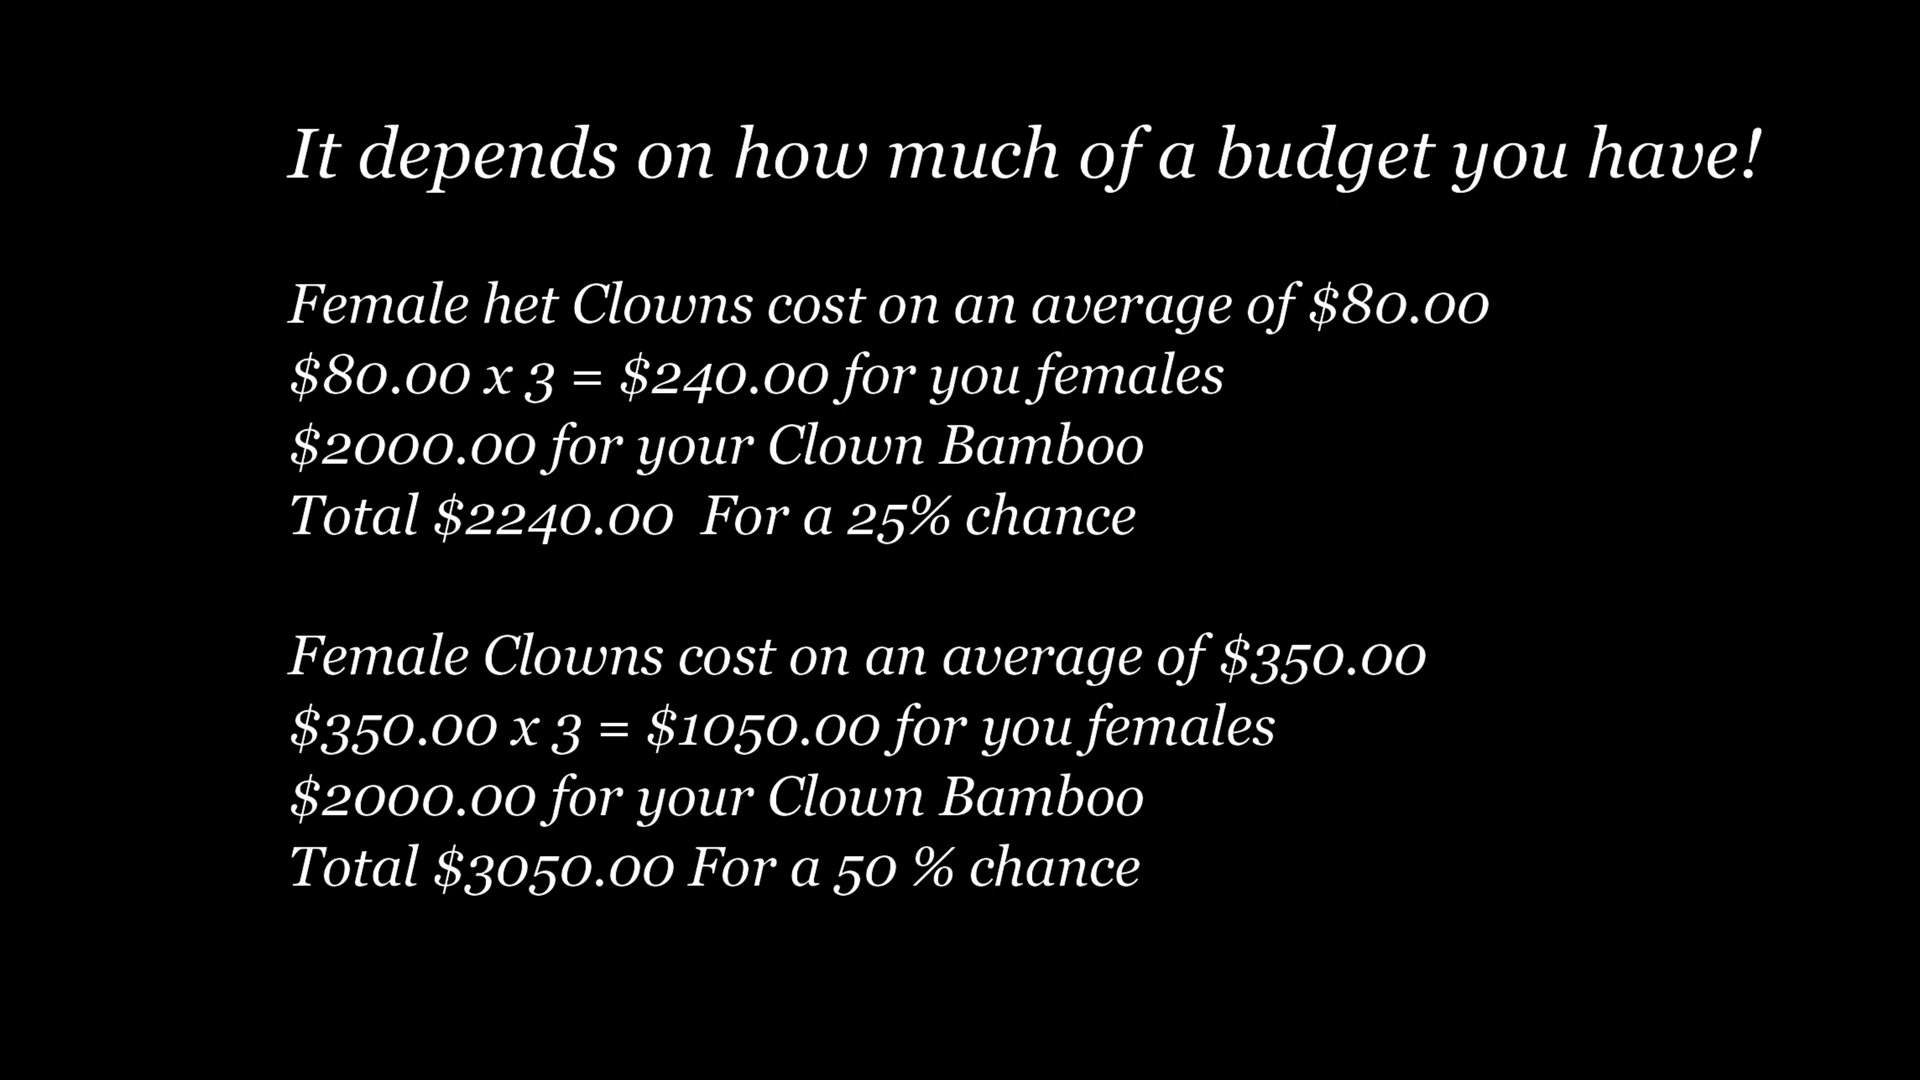 It depends on how much of a budget you have!
Female het Clowns cost on an average of $80.00
$80.00 x 3 = $240.00 for you females
$2000.00 for your Clown Bamboo
Total $2240.00  For a 25% chance
Female Clowns cost on an average of $350.00
$350.00 x 3 = $1050.00 for you females
$2000.00 for your Clown Bamboo
Total $3050.00 For a 50 % chance